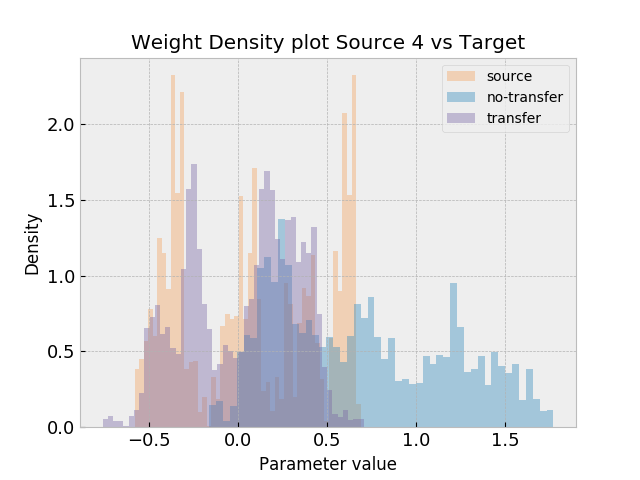 Weight Density plot Source 4 vs Target
source
no-transfer
transfer
2.0
1.5
1.0
0.5
0.0
Density
−0.5 0.0 0.5 1.0 1.5
Parameter value